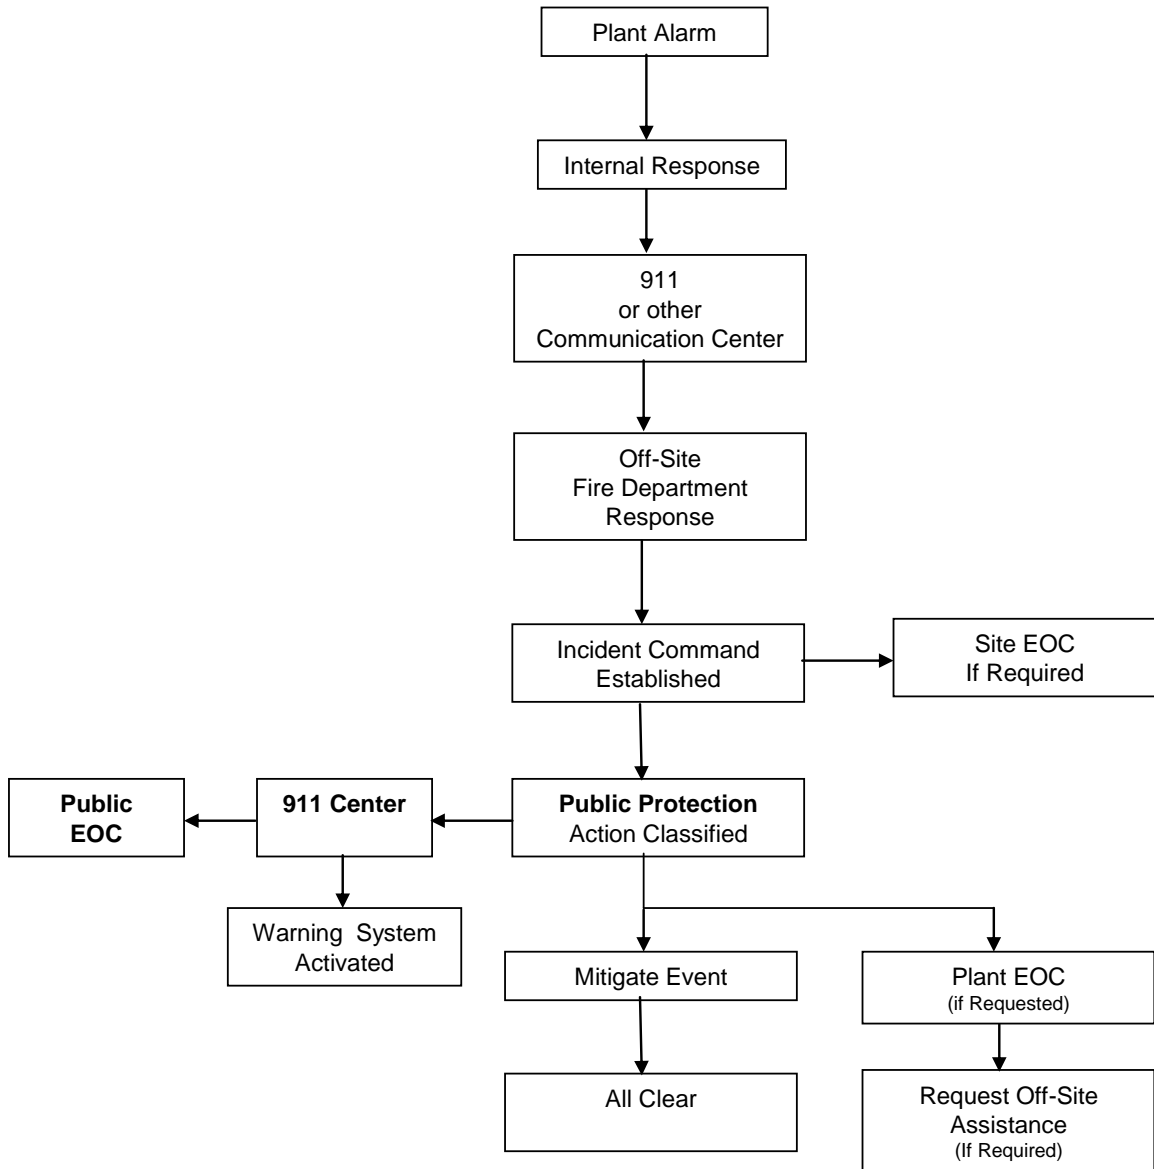 Plant Alarm
Internal Response
911
or other
Communication Center
Off-Site
Fire Department
Response
Incident Command
Established
Site EOC
If Required
Public
EOC
911 Center
Public Protection
Action Classified
Warning  System
Activated
Mitigate Event
Plant EOC
(if Requested)
All Clear
Request Off-Site
Assistance
(If Required)